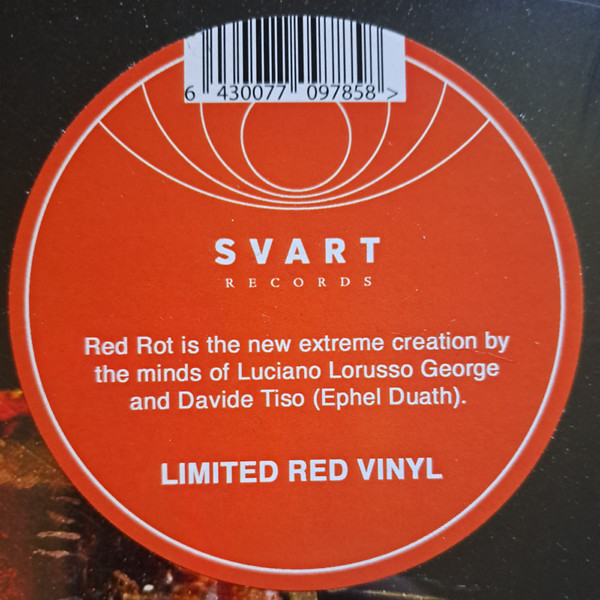 6 430077 097858 >
SVART
RECORDS
Red Rot is the new extreme creation by
the minds of Luciano Lorusso George
and Davide Tiso (Ephel Duath).
LIMITED RED VINYL